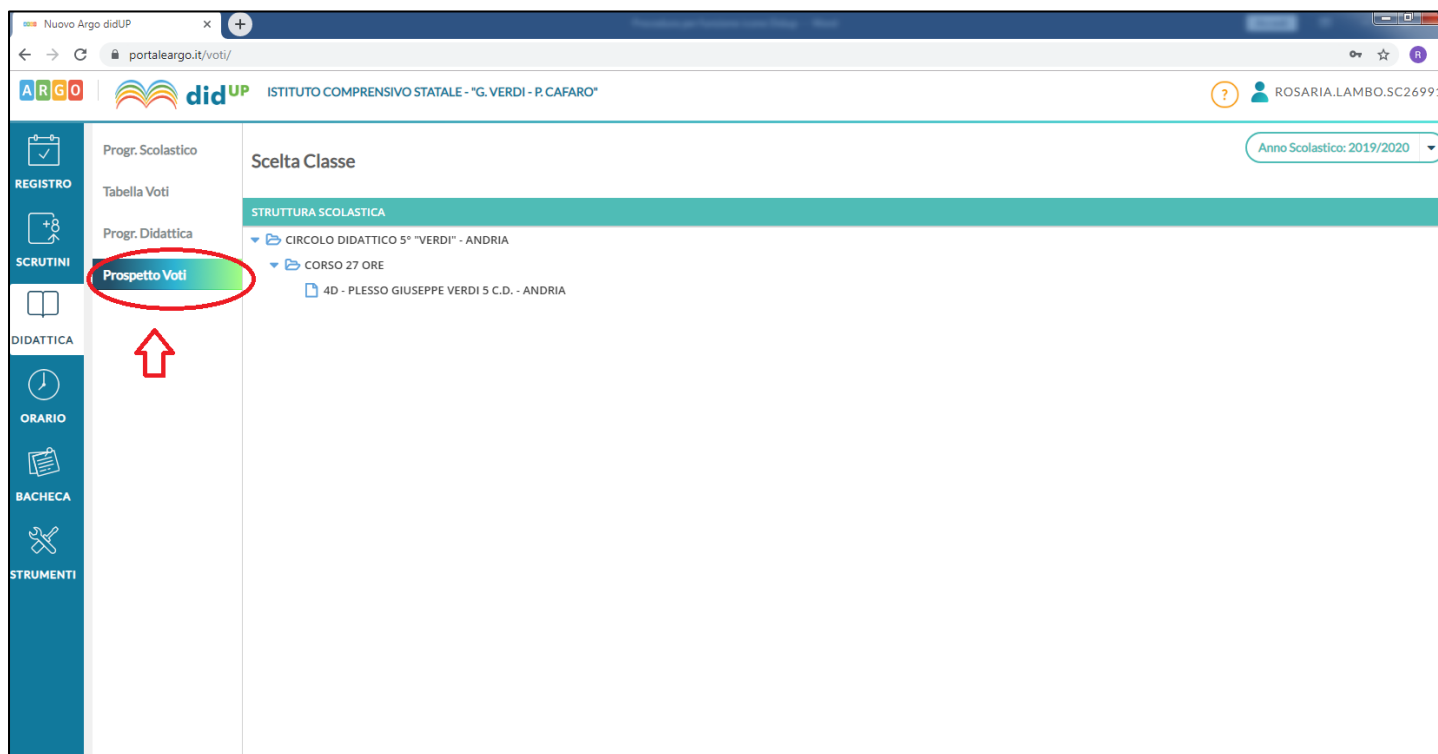 Nuovo Argo didUP
portaleargo.it/voti/
R
ARGO
didUP
ISTITUTO COMPRENSIVO STATALE - "G. VERDI - P. CAFARO"
?
ROSARIA.LAMBO.SC26991
REGISTRO
+8
SCRUTINI
DIDATTICA
ORARIO
BACHECA
STRUMENTI
Progr. Scolastico
Tabella Voti
Progr. Didattica
Prospetto Voti
Scelta Classe
Anno Scolastico: 2019/2020
STRUTTURA SCOLASTICA
CIRCOLO DIDATTICO 5° "VERDI" - ANDRIA
CORSO 27 ORE
4D - PLESSO GIUSEPPE VERDI 5 C.D. - ANDRIA